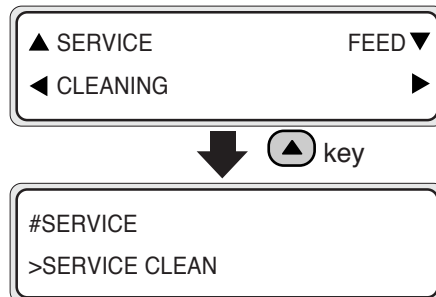 ▲ SERVICE FEED ▼
◀ CLEANING ▶
▲ key
#SERVICE
>SERVICE CLEAN